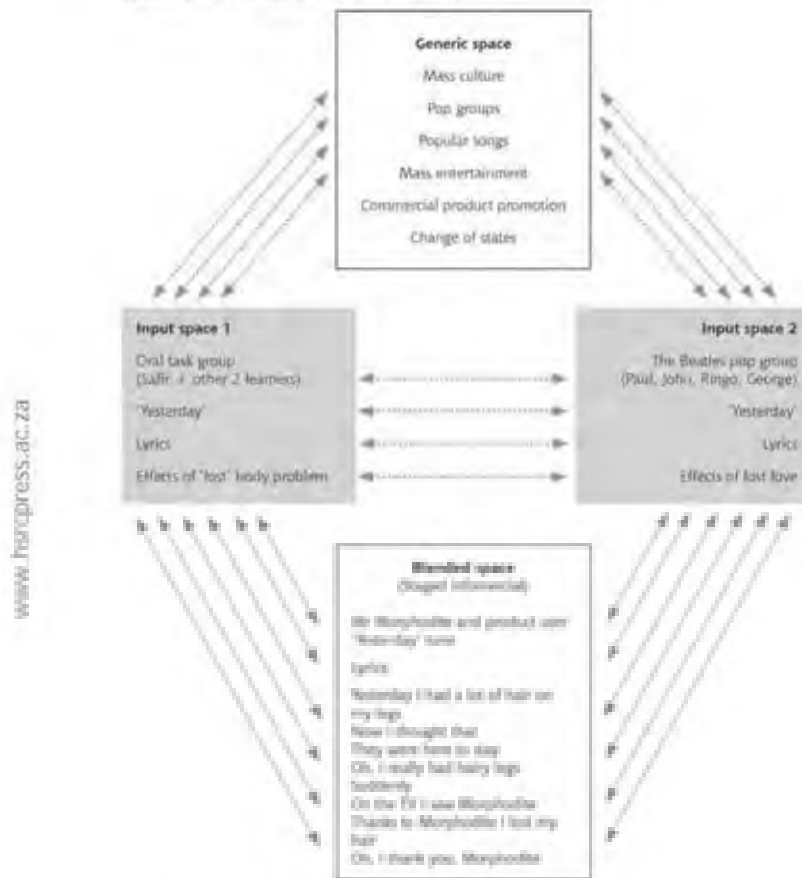 Generic space
Mass culture
Pop groups
Popular songs
Mass entertainment
Commercial product promotion
Change of states
Input space 1
Oral task group
(Safir + other 2 learners)
'Yesterday'
Lyrics
Effects of 'lost' body problem
Input space 2
The Beatles pop group
(Paul, John, Ringo, George)
'Yesterday'
Lyrics
Effects of lost love
Blended space
(Staged infomercial)
Mr Morphodite and product user
'Yesterday' tune
Lyrics
Yesterday I had a lot of hair on
my legs
Now I thought that
They were here to stay
Oh, I really had hairy legs
Suddenly
On the TV I saw Morphodite
Thanks to Morphodite I lost my
hair
Oh, I thank you, Morphodite
www.hsrcpress.ac.za